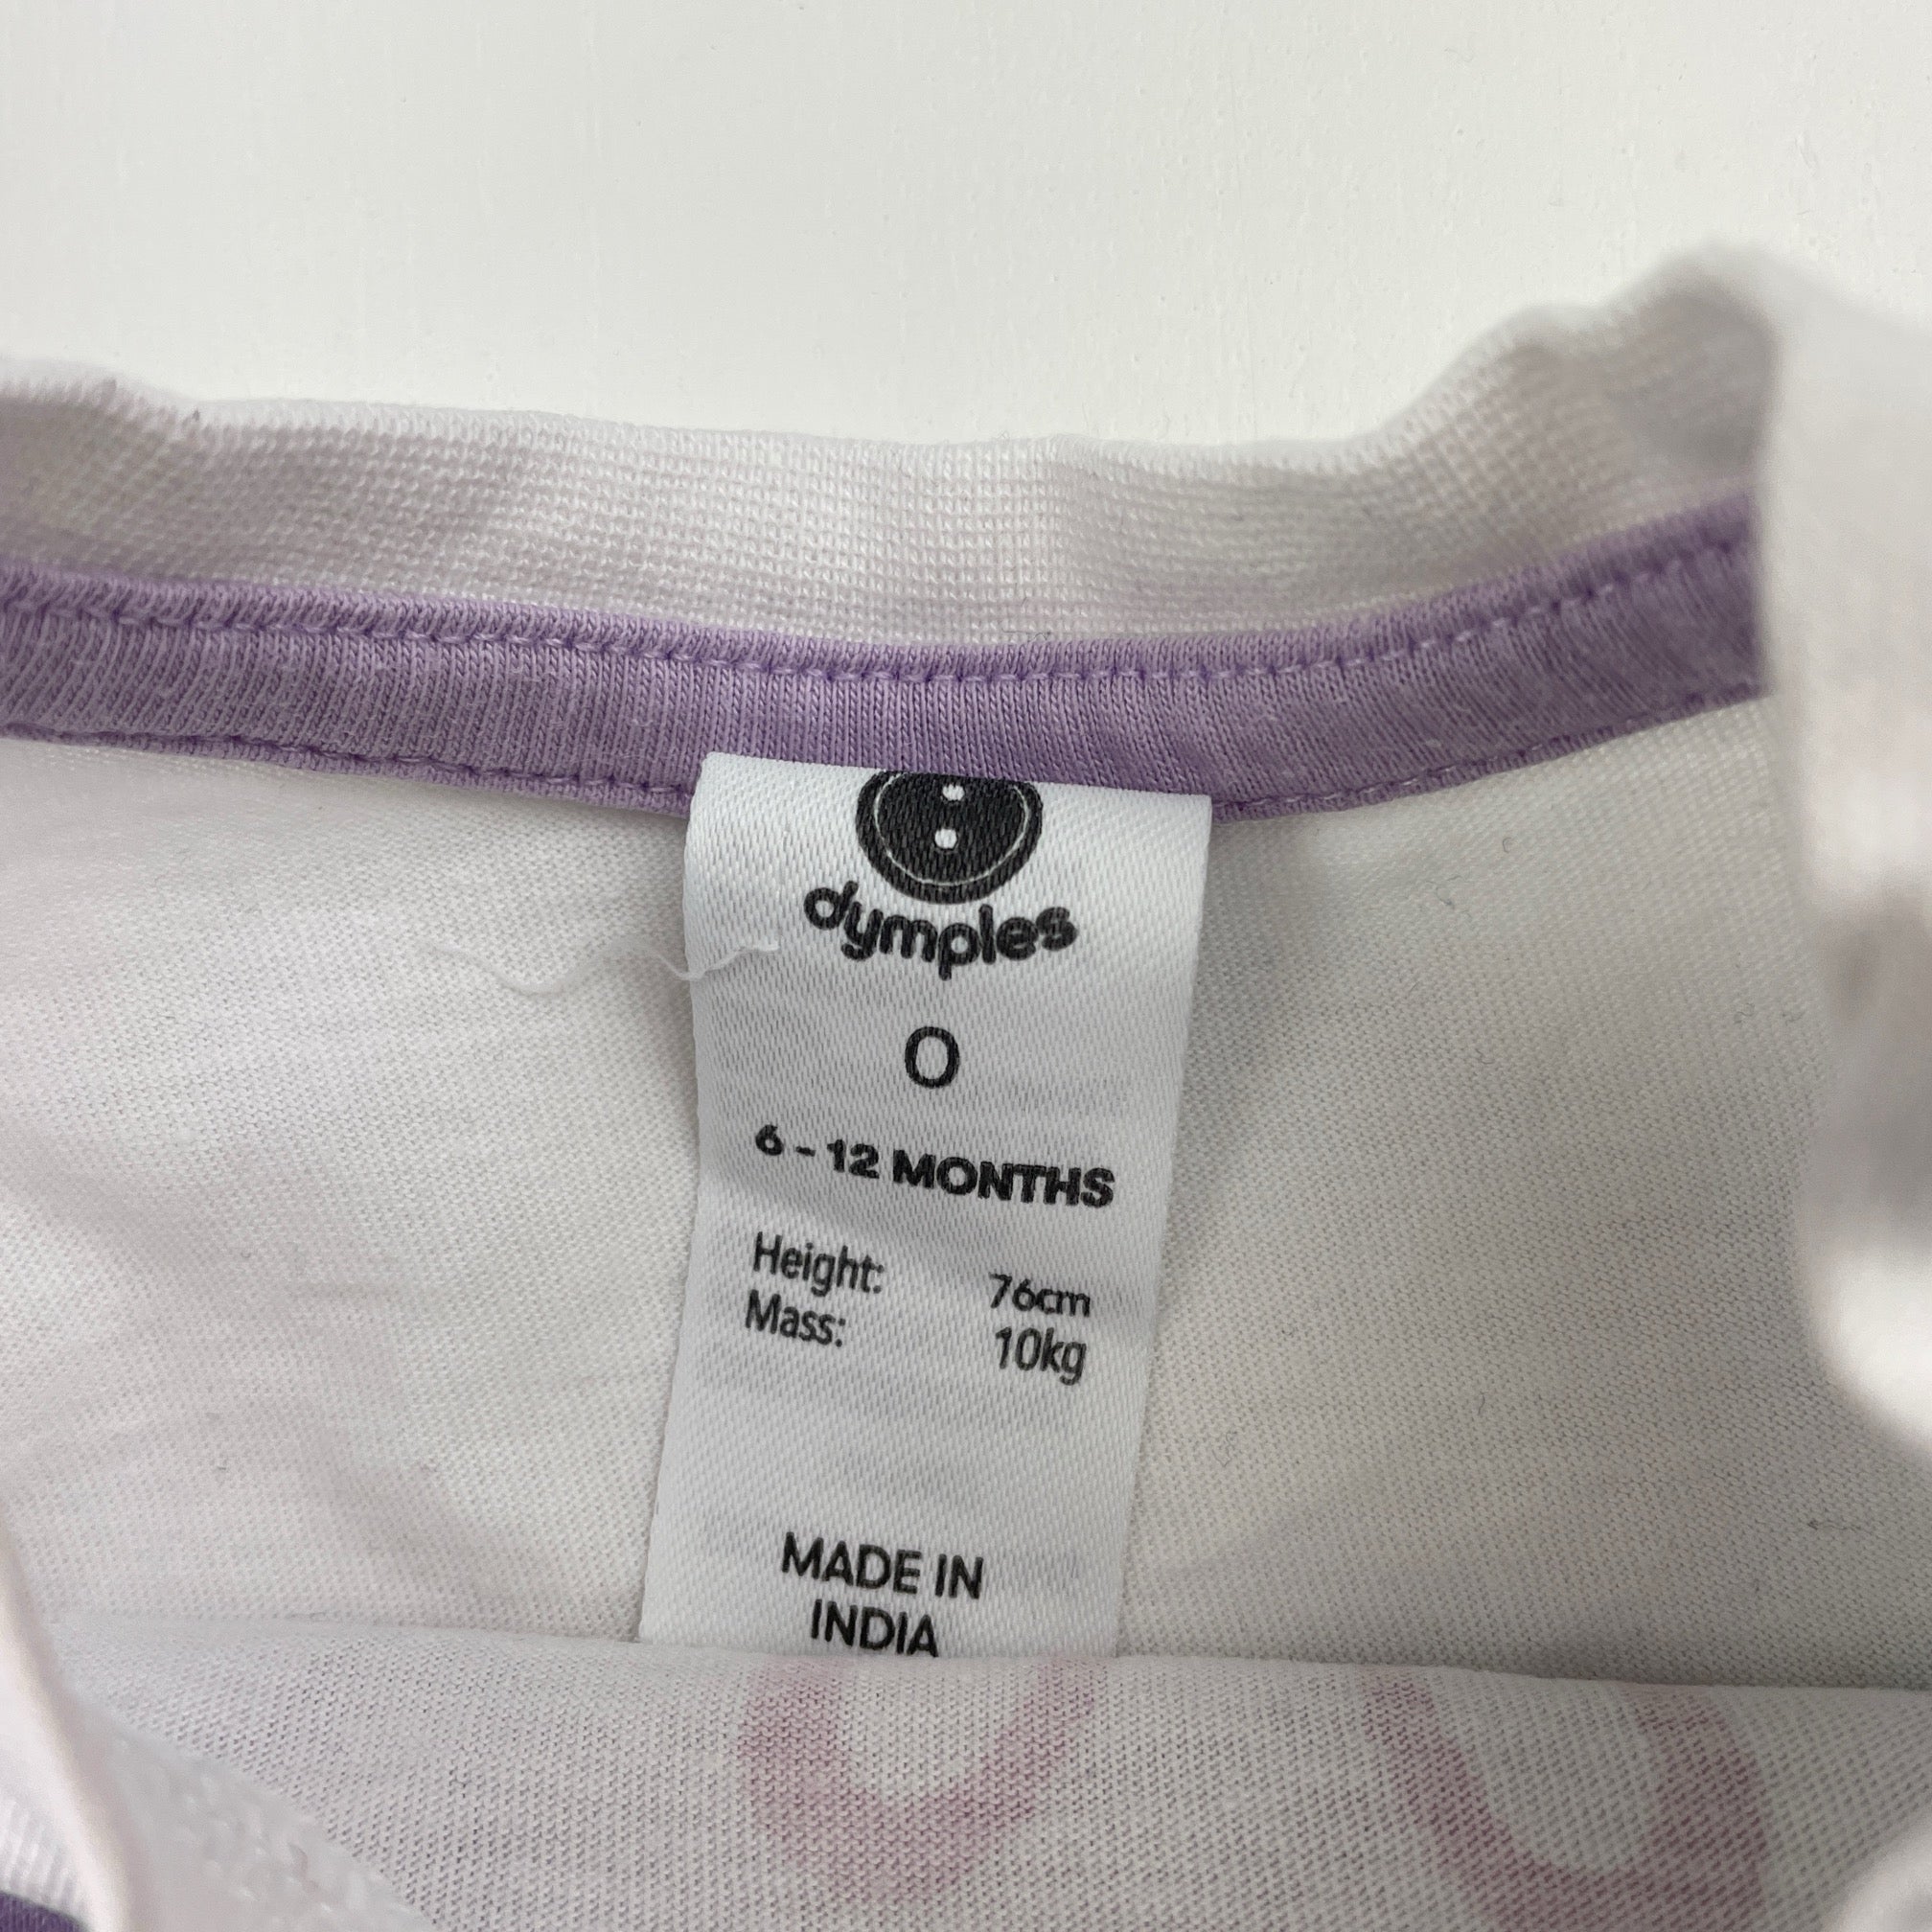 dymples
0
6 - 12 MONTHS
Height: 76cm
Mass: 10kg
MADE IN
INDIA